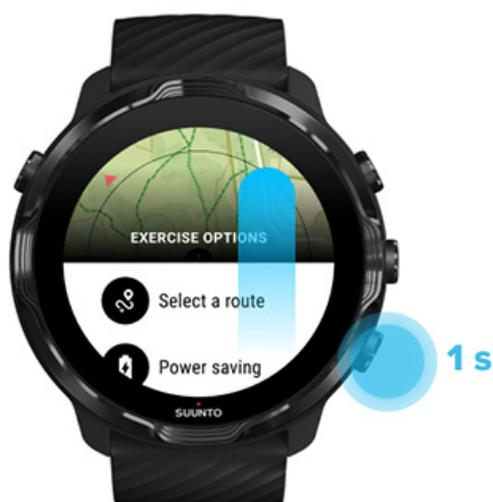 EXERCISE OPTIONS
Select a route
Power saving
SUUNTO
1 s